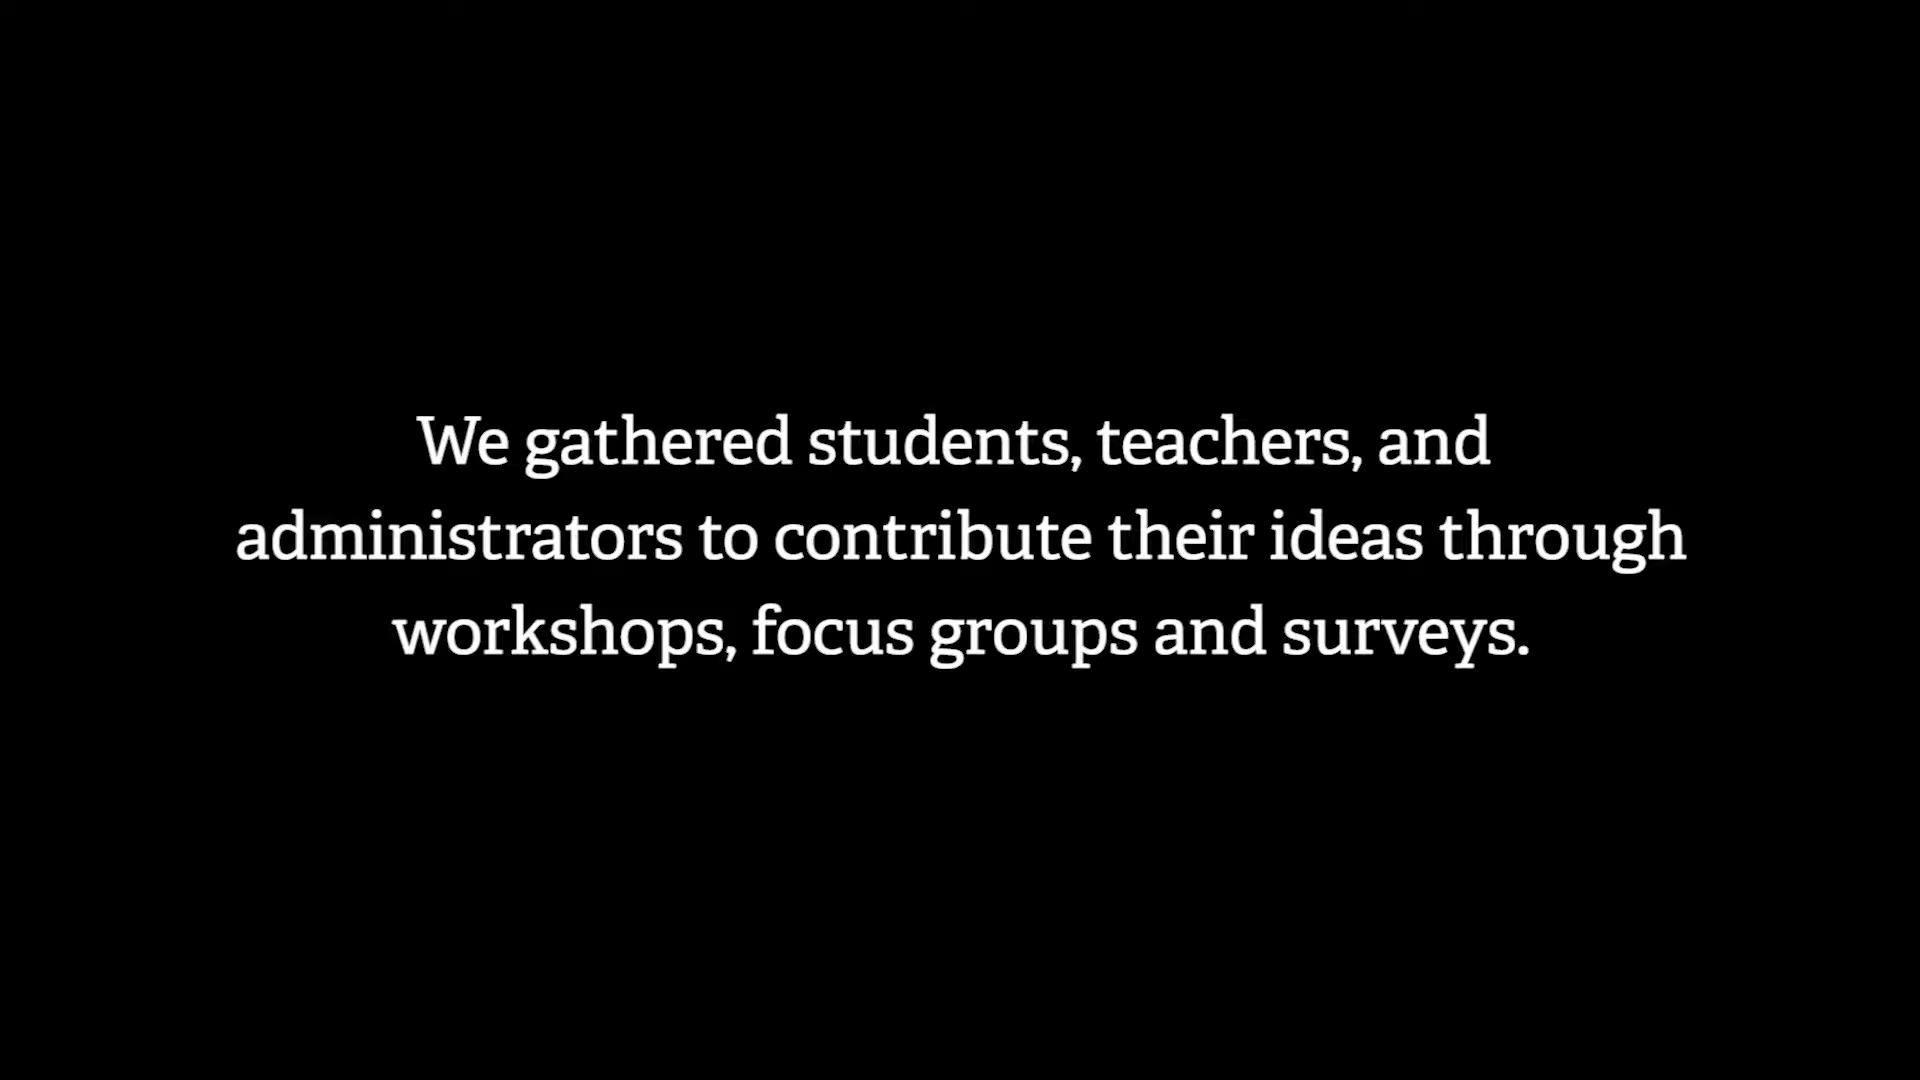 We gathered students, teachers, and
administrators to contribute their ideas through
workshops, focus groups and surveys.